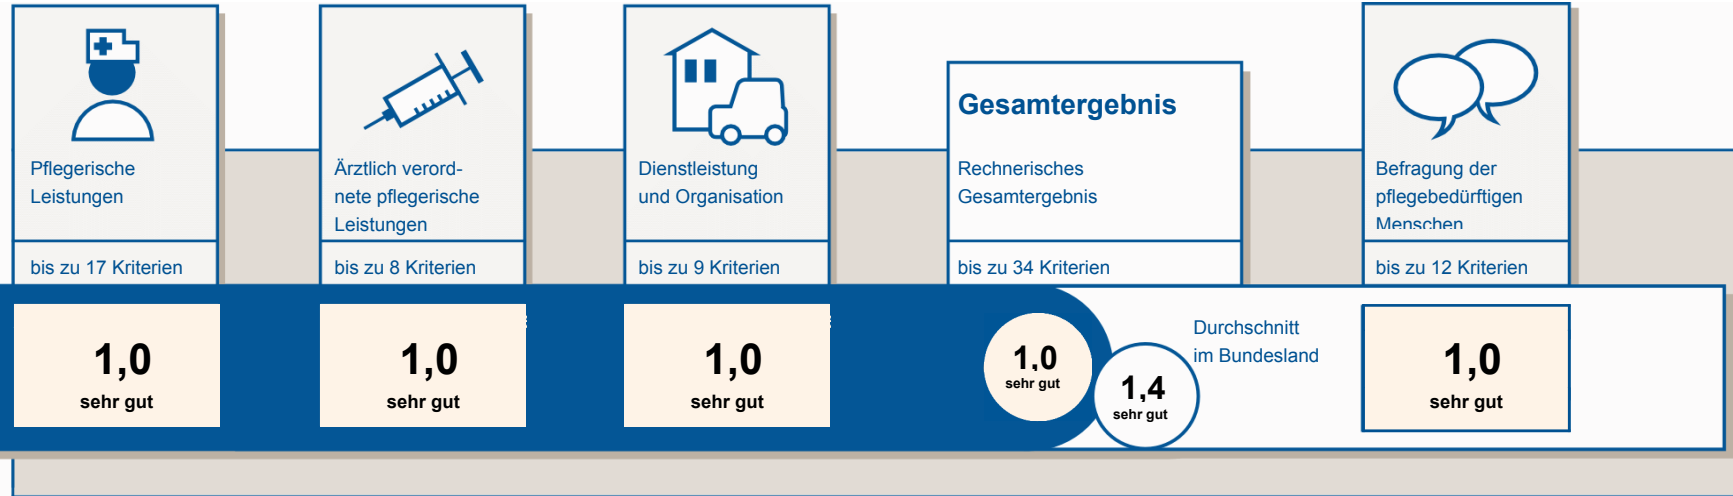 Pflegerische
Leistungen
bis zu 17 Kriterien
1,0
sehr gut
Ärztlich verord-
nete pflegerische
Leistungen
bis zu 8 Kriterien
1,0
sehr gut
Dienstleistung
und Organisation
bis zu 9 Kriterien
1,0
sehr gut
Gesamtergebnis
Rechnerisches
Gesamtergebnis
bis zu 34 Kriterien
1,0
sehr gut
1,4
sehr gut
Durchschnitt
im Bundesland
Befragung der
pflegebedürftigen
Menschen
bis zu 12 Kriterien
1,0
sehr gut